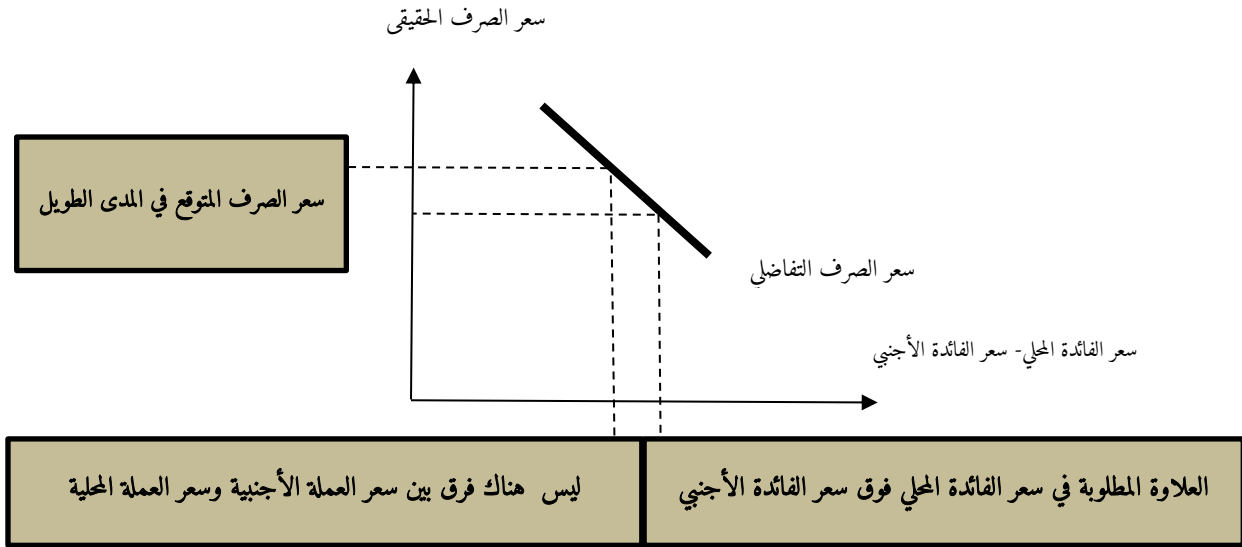 سعر الصرف الحقيقى
سعر الصرف المتوقع في المدى الطويل
سعر الصرف التفاضلي
سعر الفائدة المحلي- سعر الفائدة الأجنبي
العلاوة المطلوبة في سعر الفائدة المحلي فوق سعر الفائدة الأجنبي
ليس هناك فرق بين سعر العملة الأجنبية وسعر العملة المحلية